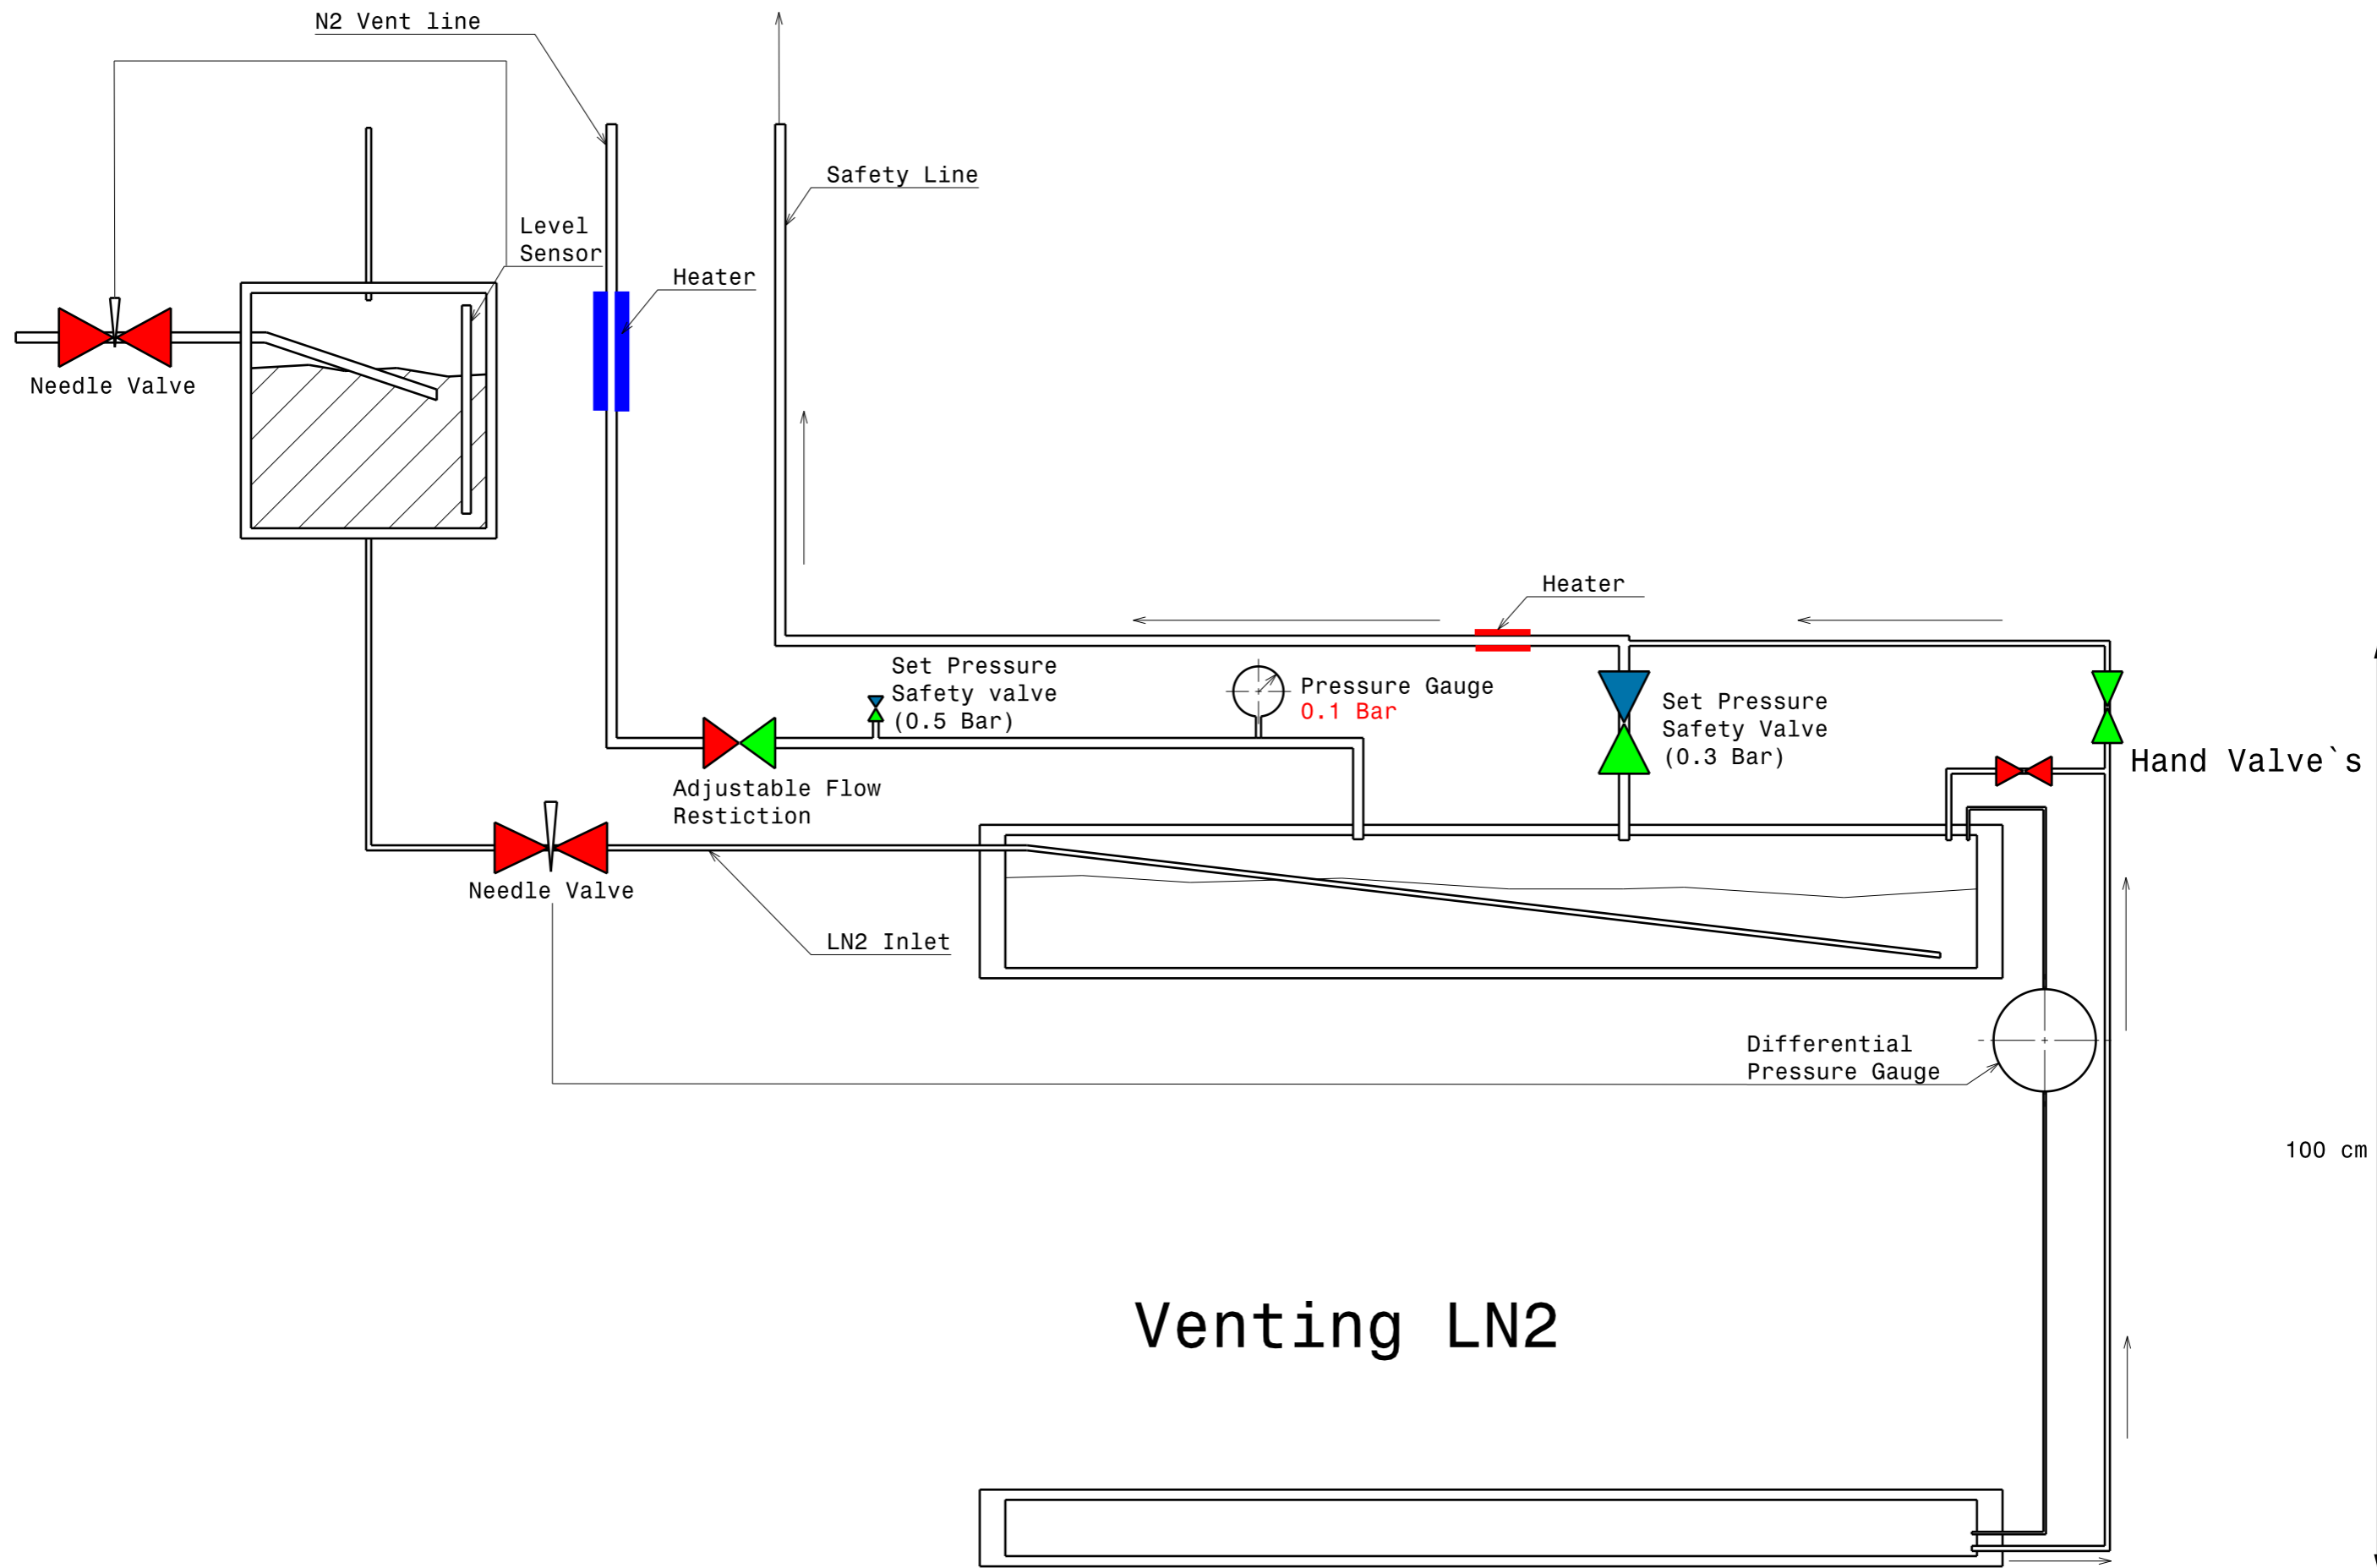 N2 Vent line
Safety Line
Level
Sensor
Heater
Needle Valve
Heater
Set Pressure
Safety valve
(0.5 Bar)
Pressure Gauge
0.1 Bar
Set Pressure
Safety Valve
(0.3 Bar)
Hand Valve`s
Adjustable Flow
Restiction
Needle Valve
LN2 Inlet
Differential
Pressure Gauge
100 cm
Venting LN2